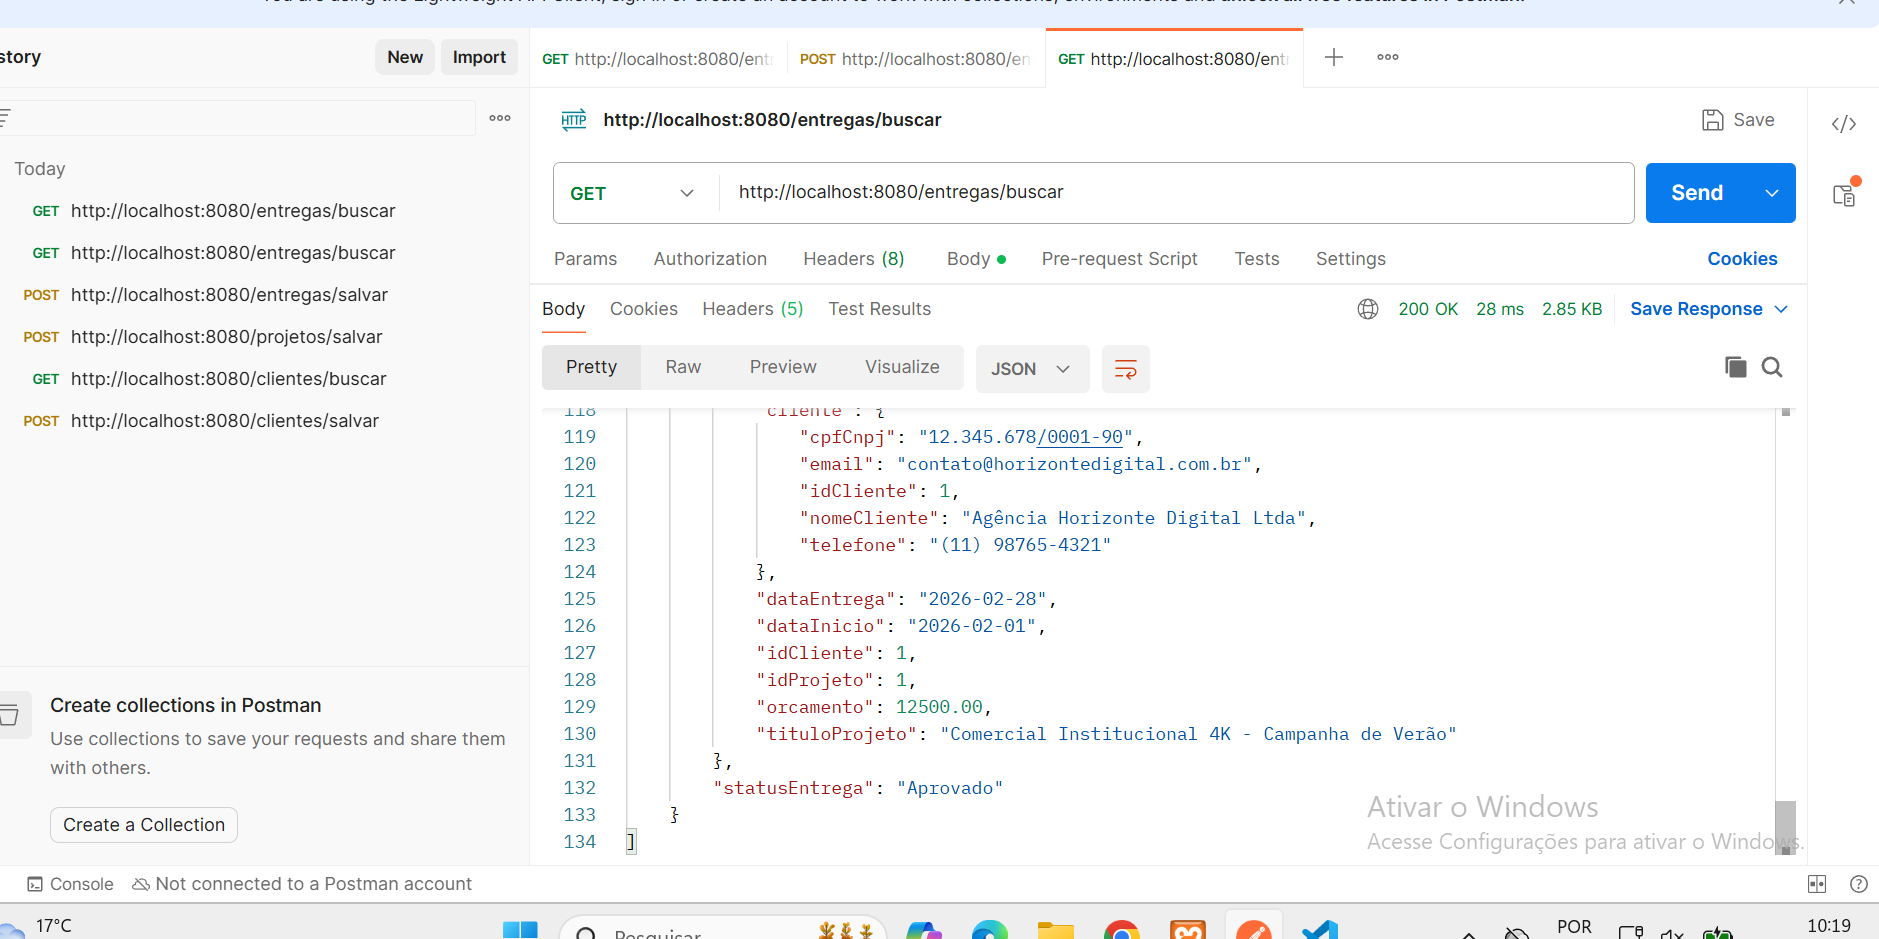 story
New
Import
GET http://localhost:8080/ent
POST http://localhost:8080/en
GET http://localhost:8080/ent
HTTP http://localhost:8080/entregas/buscar
Save
Today
GET http://localhost:8080/entregas/buscar
GET http://localhost:8080/entregas/buscar
POST http://localhost:8080/entregas/salvar
POST http://localhost:8080/projetos/salvar
GET http://localhost:8080/clientes/buscar
POST http://localhost:8080/clientes/salvar
Create collections in Postman
Use collections to save your requests and share them
with others.
Create a Collection
GET http://localhost:8080/entregas/buscar
Send
Params Authorization Headers (8) Body Pre-request Script Tests Settings Cookies
Body Cookies Headers (5) Test Results 200 OK 28 ms 2.85 KB Save Response
Pretty Raw Preview Visualize JSON
118 "cliente": {
119 "cpfCnpj": "12.345.678/0001-90",
120 "email": "contato@horizontedigital.com.br",
121 "idCliente": 1,
122 "nomeCliente": "Agência Horizonte Digital Ltda",
123 "telefone": "(11) 98765-4321"
124 },
125 "dataEntrega": "2026-02-28",
126 "dataInicio": "2026-02-01",
127 "idCliente": 1,
128 "idProjeto": 1,
129 "orcamento": 12500.00,
130 "tituloProjeto": "Comercial Institucional 4K - Campanha de Verão"
131 },
132 "statusEntrega": "Aprovado"
133 }
134 ]
Ativar o Windows
Acesse Configurações para ativar o Windows.
Console Not connected to a Postman account
17°C
Pesquisar
POR
10:19